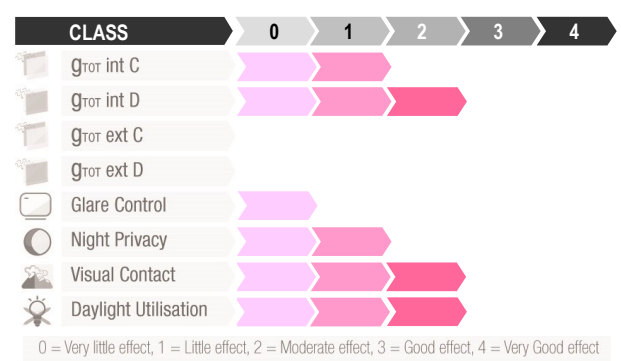 CLASS 0 1 2 3 4
gTOT int C
gTOT int D
gTOT ext C
gTOT ext D
Glare Control
Night Privacy
Visual Contact
Daylight Utilisation
0 = Very little effect, 1 = Little effect, 2 = Moderate effect, 3 = Good effect, 4 = Very Good effect